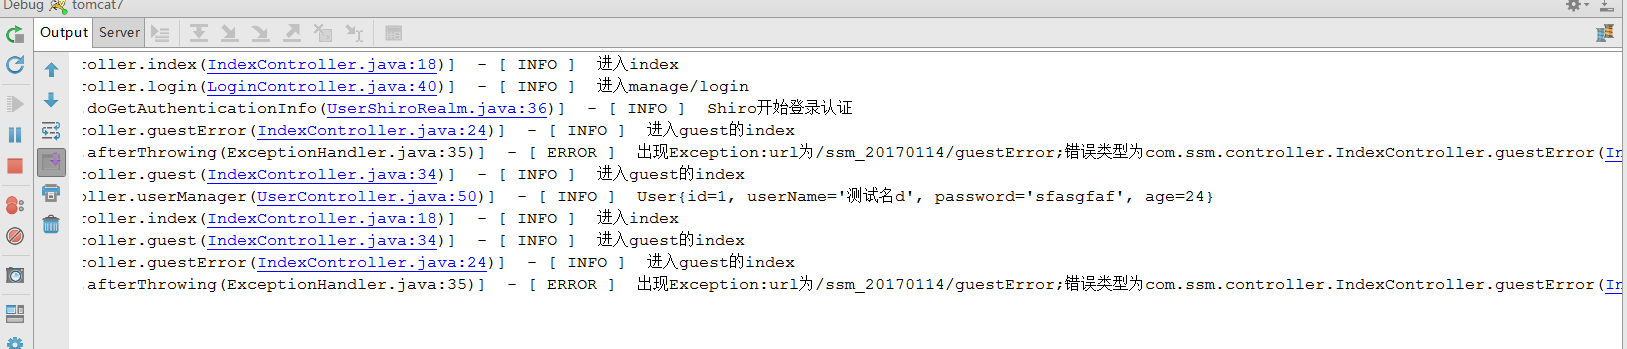 Debug tomcat7
Output Server
roller.index(IndexController.java:18)] - [ INFO ] 进入index
roller.login(LoginController.java:40)] - [ INFO ] 进入manage/login
.doGetAuthenticationInfo(UserShiroRealm.java:36)] - [ INFO ] Shiro开始登录认证
roller.guestError(IndexController.java:24)] - [ INFO ] 进入guest的index
.afterThrowing(ExceptionHandler.java:35)] - [ ERROR ] 出现Exception:url为/ssm_20170114/guestError;错误类型为com.ssm.controller.IndexController.guestError(In
roller.guest(IndexController.java:34)] - [ INFO ] 进入guest的index
oller.userManager(UserController.java:50)] - [ INFO ] User{id=1, userName='测试名d', password='sfasgfaf', age=24}
roller.index(IndexController.java:18)] - [ INFO ] 进入index
roller.guest(IndexController.java:34)] - [ INFO ] 进入guest的index
roller.guestError(IndexController.java:24)] - [ INFO ] 进入guest的index
.afterThrowing(ExceptionHandler.java:35)] - [ ERROR ] 出现Exception:url为/ssm_20170114/guestError;错误类型为com.ssm.controller.IndexController.guestError(In